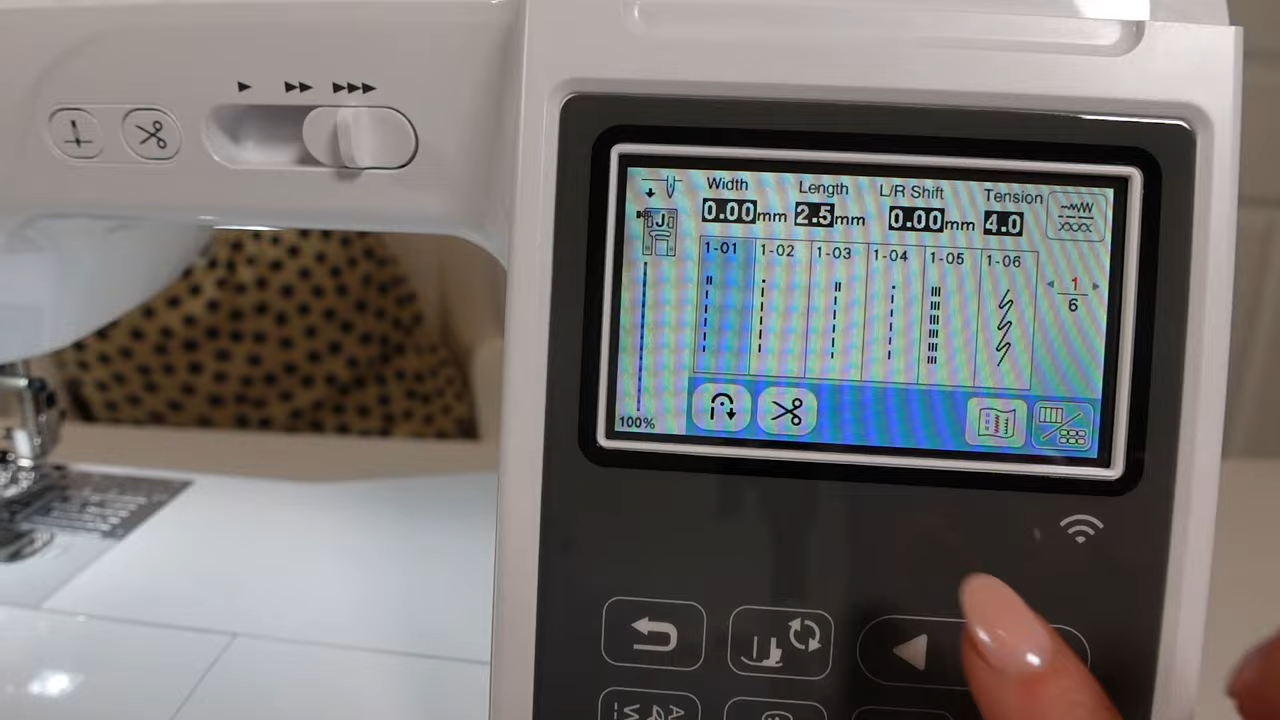 Width Length L/R Shift Tension
0.00mm 2.5mm 0.00mm 4.0
J
1-01 1-02 1-03 1-04 1-05 1-06
1
6
100%